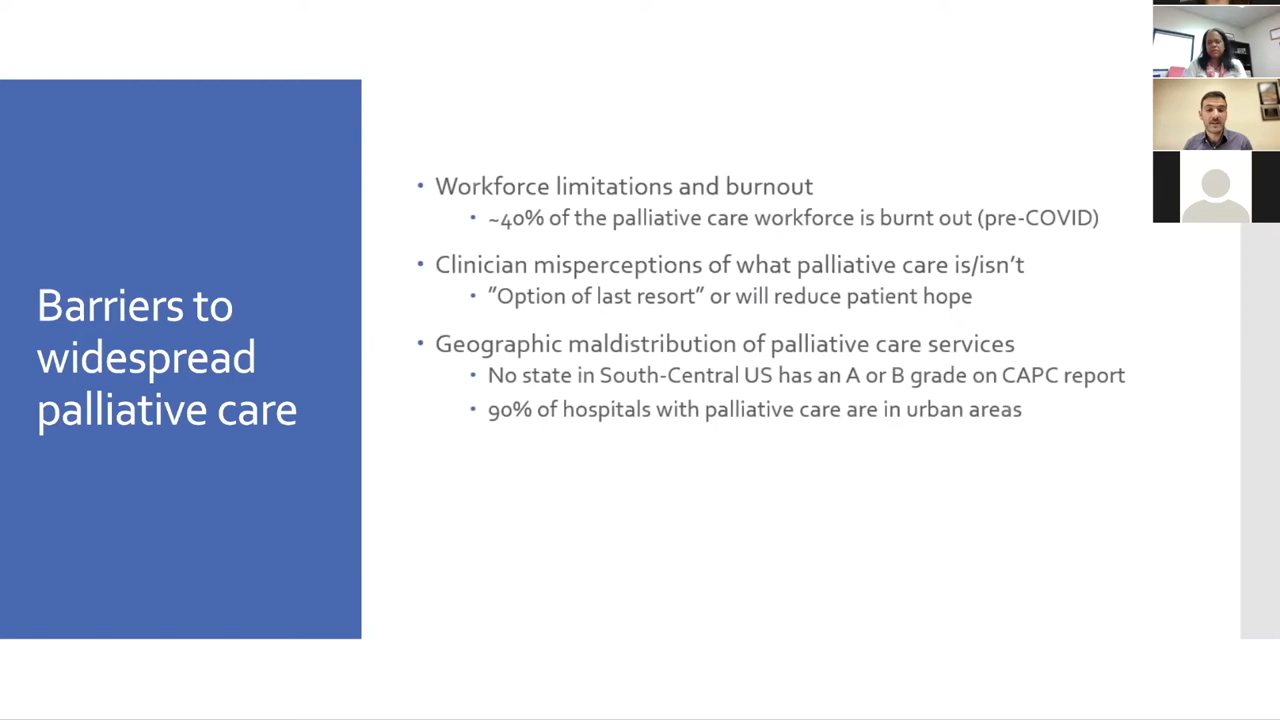 Barriers to
widespread
palliative care
• Workforce limitations and burnout
• ~40% of the palliative care workforce is burnt out (pre-COVID)
• Clinician misperceptions of what palliative care is/isn’t
• ”Option of last resort” or will reduce patient hope
• Geographic maldistribution of palliative care services
• No state in South-Central US has an A or B grade on CAPC report
• 90% of hospitals with palliative care are in urban areas